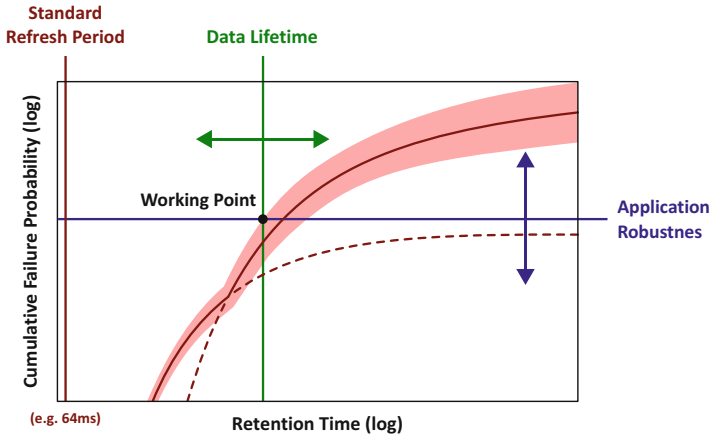 Standard
Refresh Period
Data Lifetime
Cumulative Failure Probability (log)
Working Point
Application
Robustnes
(e.g. 64ms)
Retention Time (log)